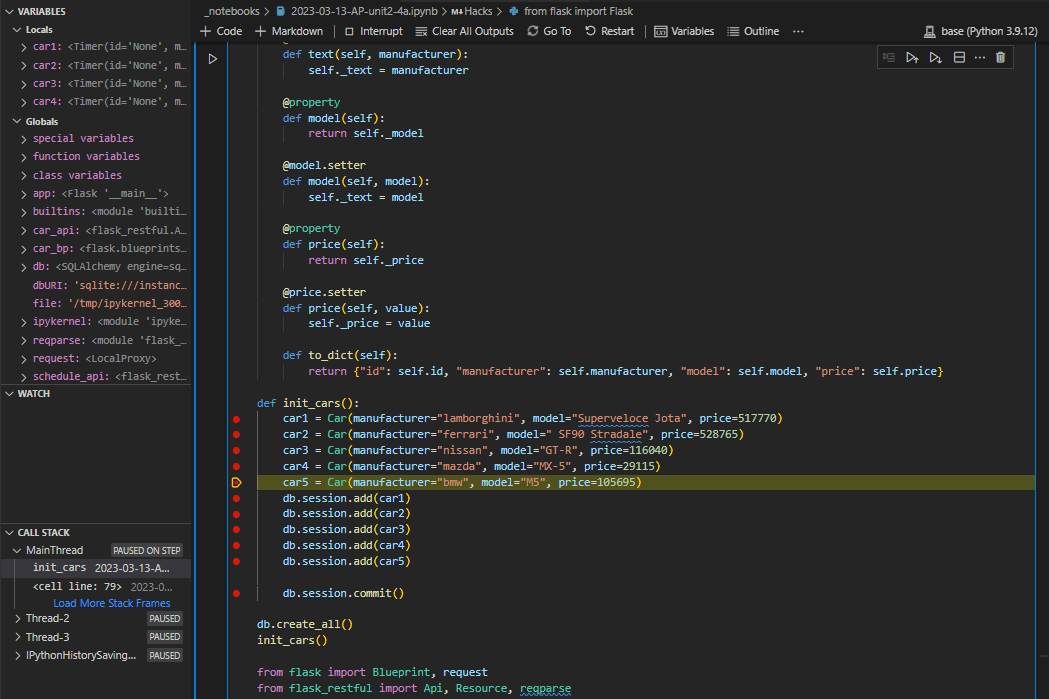 VARIABLES
Locals
car1: <Timer(id='None', m…
car2: <Timer(id='None', m…
car3: <Timer(id='None', m…
car4: <Timer(id='None', m…
Globals
special variables
function variables
class variables
app: <Flask '__main__'>
builtins: <module 'builti…
car_api: <flask_restful.A…
car_bp: <flask.blueprints…
db: <SQLAlchemy engine=sq…
dbURI: 'sqlite:///instanc…
file: '/tmp/ipykernel_300…
ipykernel: <module 'ipyke…
reqparse: <module 'flask_…
request: <LocalProxy>
schedule_api: <flask_rest…
WATCH
CALL STACK
MainThread PAUSED ON STEP
init_cars 2023-03-13-A…
<cell line: 79> 2023-0…
Load More Stack Frames
Thread-2 PAUSED
Thread-3 PAUSED
IPythonHistorySaving… PAUSED
_notebooks > 2023-03-13-AP-unit2-4a.ipynb > M Hacks > from flask import Flask
+ Code + Markdown Interrupt Clear All Outputs Go To Restart Variables Outline ··· base (Python 3.9.12)
def text(self, manufacturer):
self._text = manufacturer
@property
def model(self):
return self._model
@model.setter
def model(self, model):
self._text = model
@property
def price(self):
return self._price
@price.setter
def price(self, value):
self._price = value
def to_dict(self):
return {"id": self.id, "manufacturer": self.manufacturer, "model": self.model, "price": self.price}
def init_cars():
car1 = Car(manufacturer="lamborghini", model="Superveloce Jota", price=517770)
car2 = Car(manufacturer="ferrari", model=" SF90 Stradale", price=528765)
car3 = Car(manufacturer="nissan", model="GT-R", price=116040)
car4 = Car(manufacturer="mazda", model="MX-5", price=29115)
car5 = Car(manufacturer="bmw", model="M5", price=105695)
db.session.add(car1)
db.session.add(car2)
db.session.add(car3)
db.session.add(car4)
db.session.add(car5)
db.session.commit()
db.create_all()
init_cars()
from flask import Blueprint, request
from flask_restful import Api, Resource, reqparse